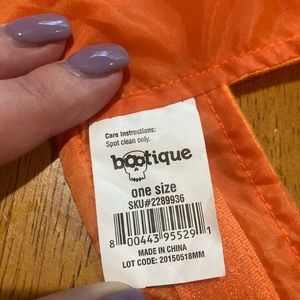 Care Instructions:
Spot clean only.
bootique
one size
SKU#2289936
8 00443 95529 1
MADE IN CHINA
LOT CODE: 20150518MM